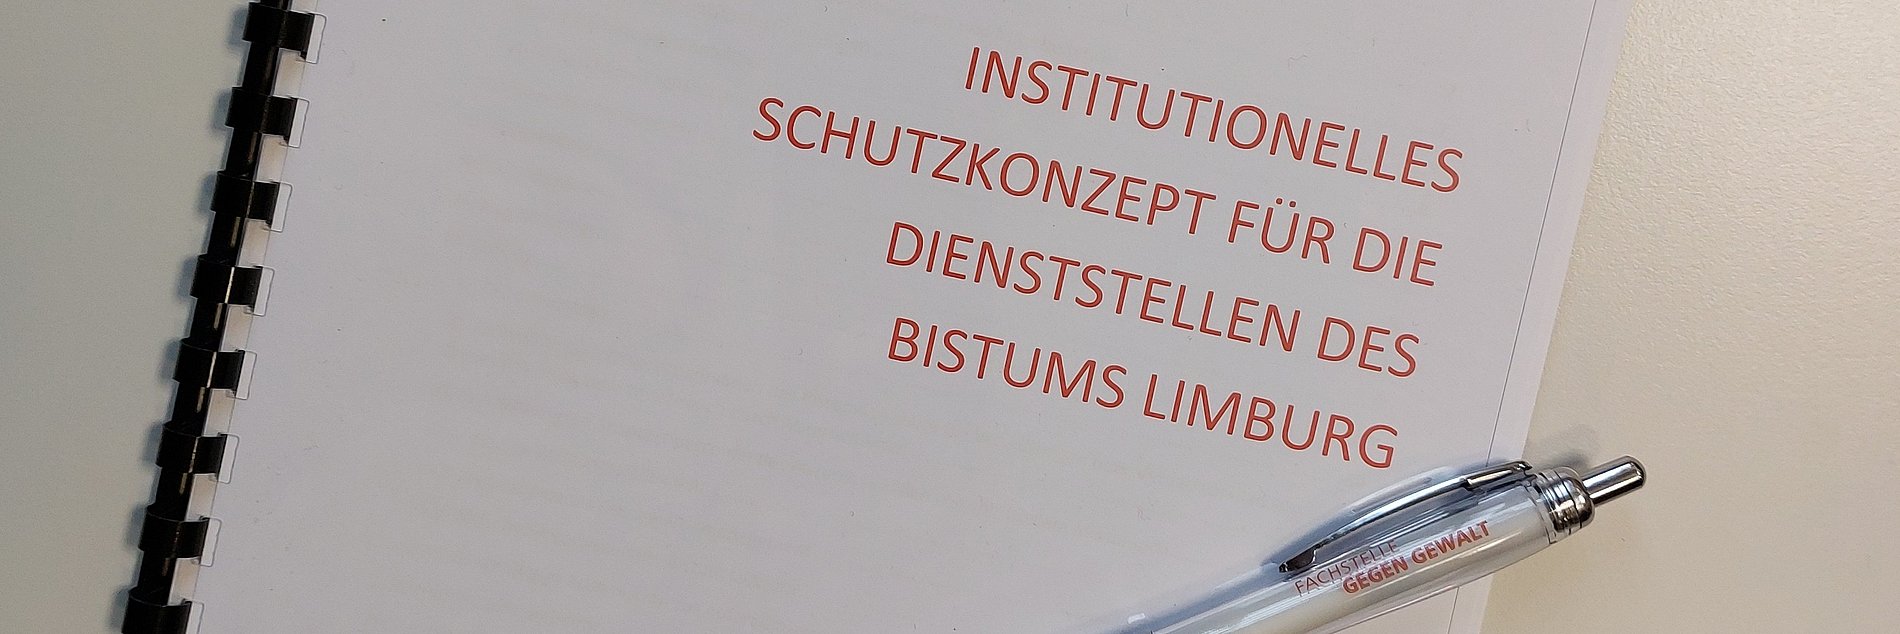 INSTITUTIONELLES
SCHUTZKONZEPT FÜR DIE
DIENSTSTELLEN DES
BISTUMS LIMBURG
FACHSTELLE
GEGEN GEWALT